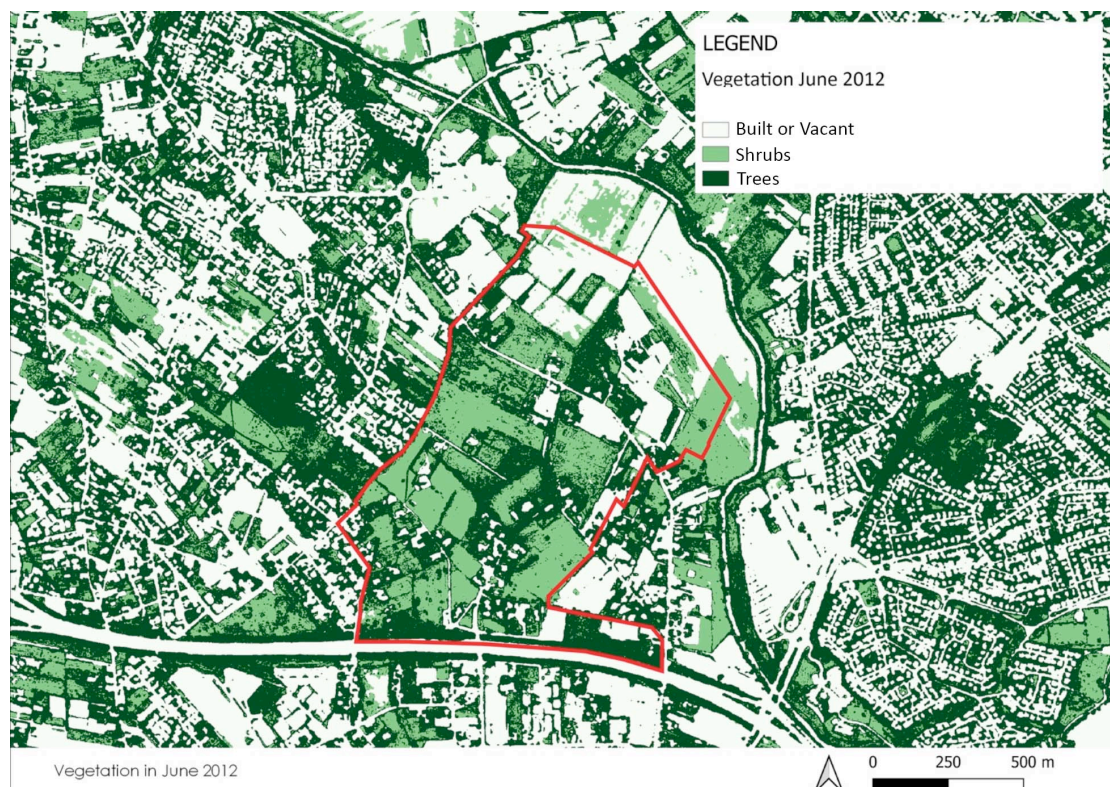 LEGEND
Vegetation June 2012
Built or Vacant
Shrubs
Trees
Vegetation in June 2012
0 250 500 m